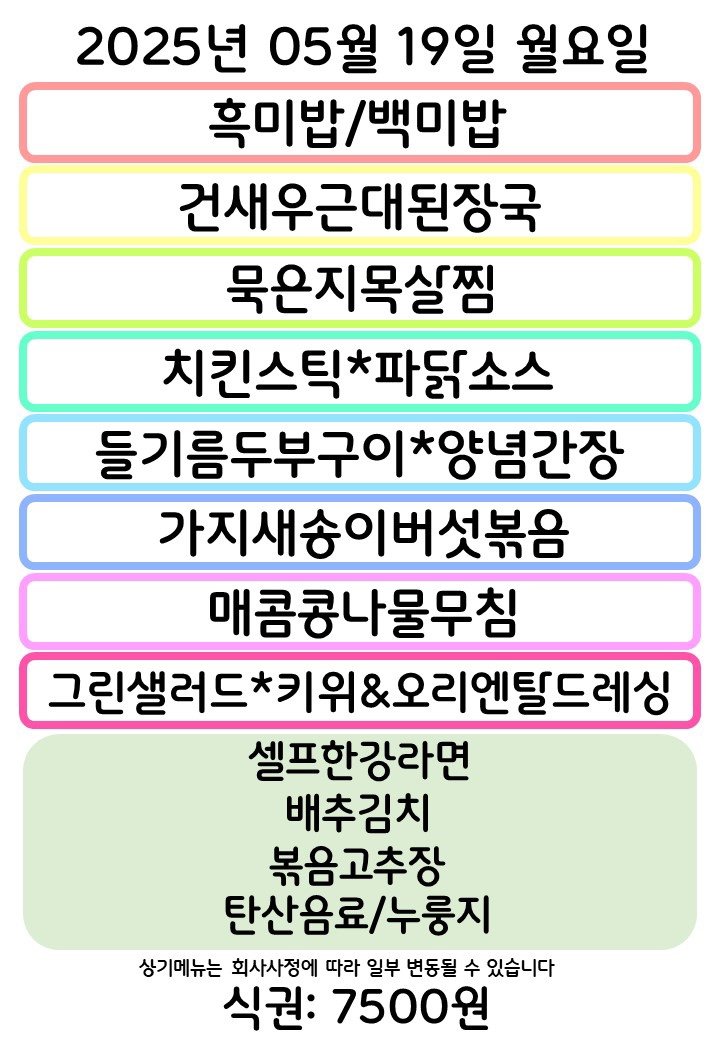 2025년 05월 19일 월요일
흑미밥/백미밥
건새우근대된장국
묵은지목살찜
치킨스틱*파닭소스
들기름두부구이*양념간장
가지새송이버섯볶음
매콤콩나물무침
그린샐러드*키위&오리엔탈드레싱
셀프한강라면
배추김치
볶음고추장
탄산음료/누룽지
상기메뉴는 회사사정에 따라 일부 변동될 수 있습니다
식권: 7500원